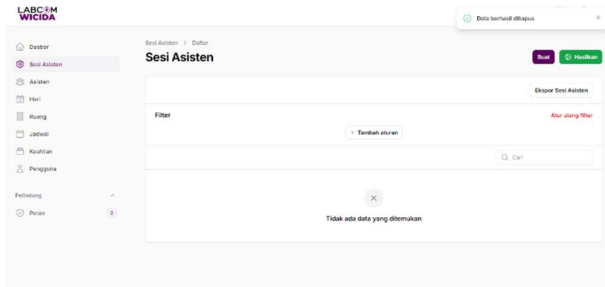 LABCOM
WICIDA
Data berhasil dihapus
Dasbor
Sesi Asisten
Asisten
Hari
Ruang
Jadwal
Keahlian
Pengguna
Pelindung
Peran
2
Sesi Asisten > Daftar
Sesi Asisten
Buat
Hasilkan
Ekspor Sesi Asisten
Filter
Atur ulang filter
+ Tambah aturan
Cari
Tidak ada data yang ditemukan